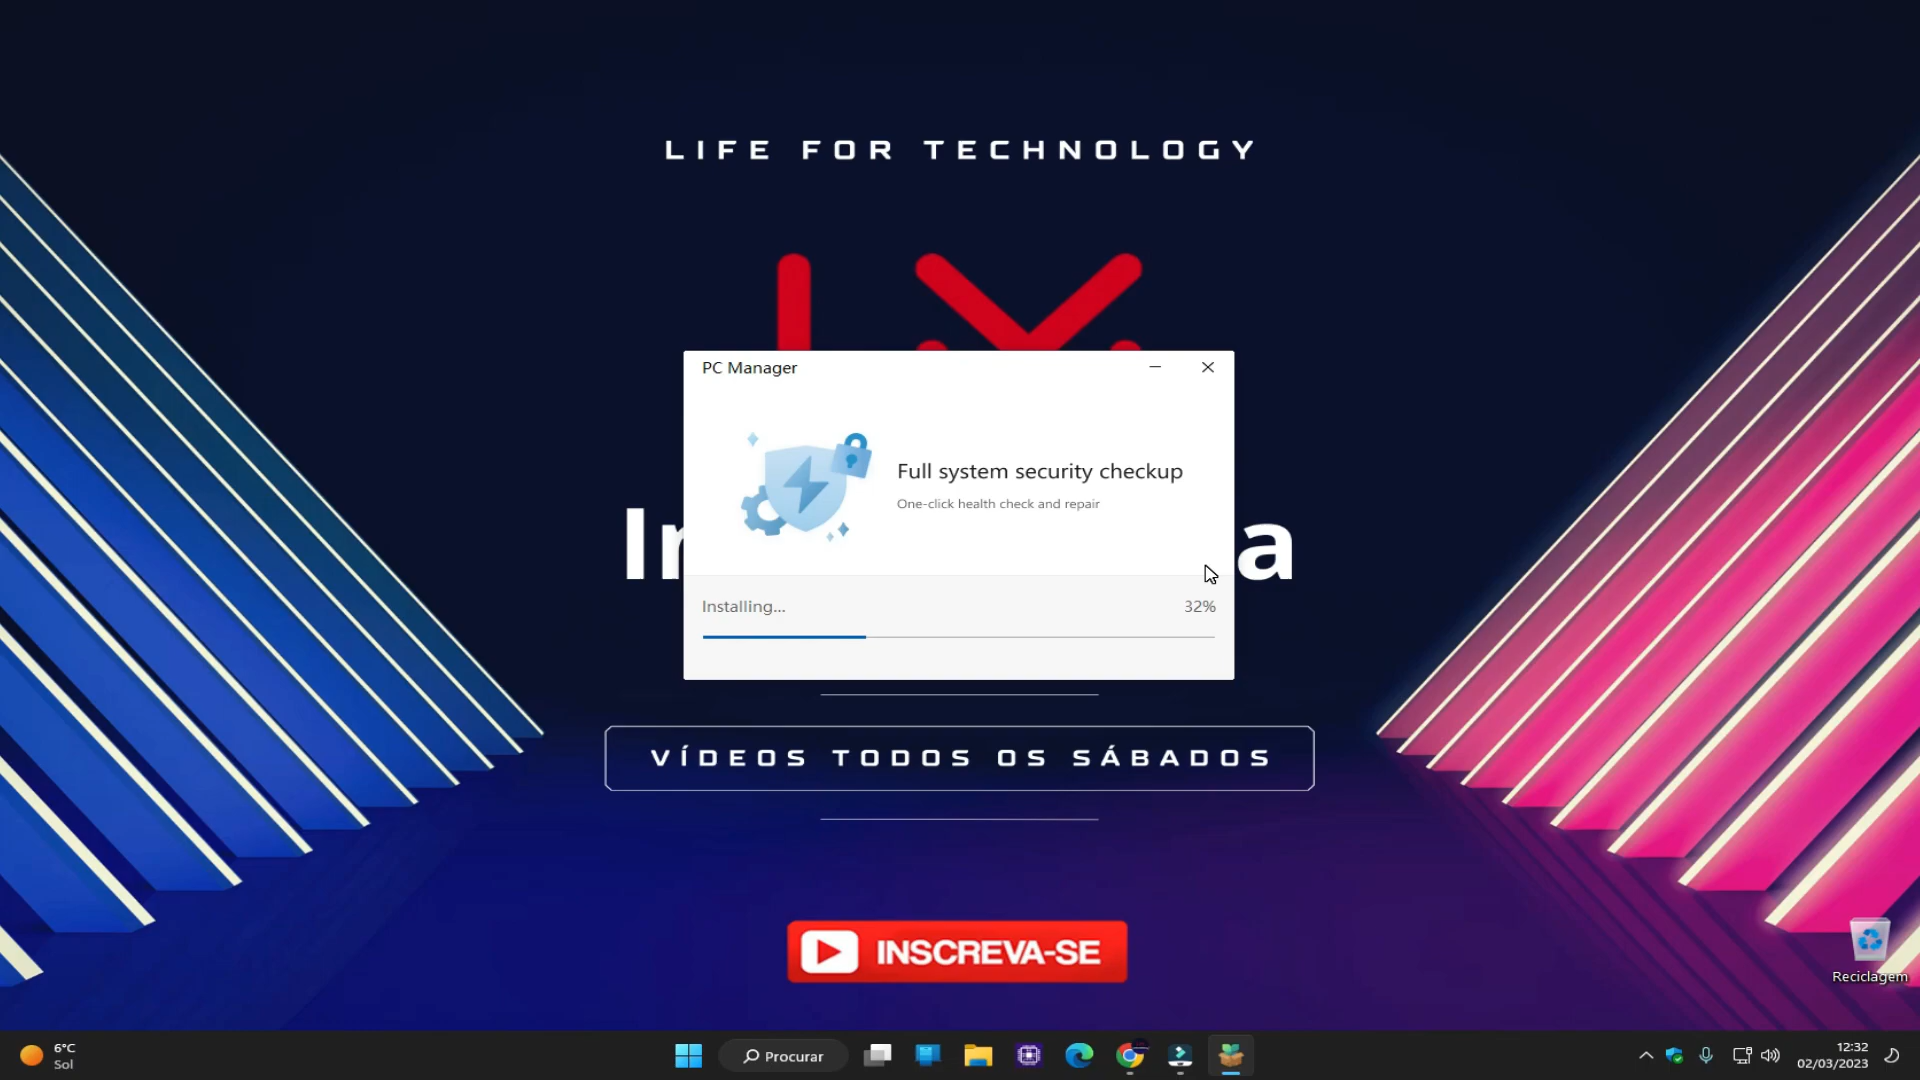 LIFE FOR TECHNOLOGY
PC Manager
Full system security checkup
One-click health check and repair
Installing...
32%
VÍDEOS TODOS OS SÁBADOS
INSCREVA-SE
Reciclagem
6°C
Sol
Procurar
12:32
02/03/2023